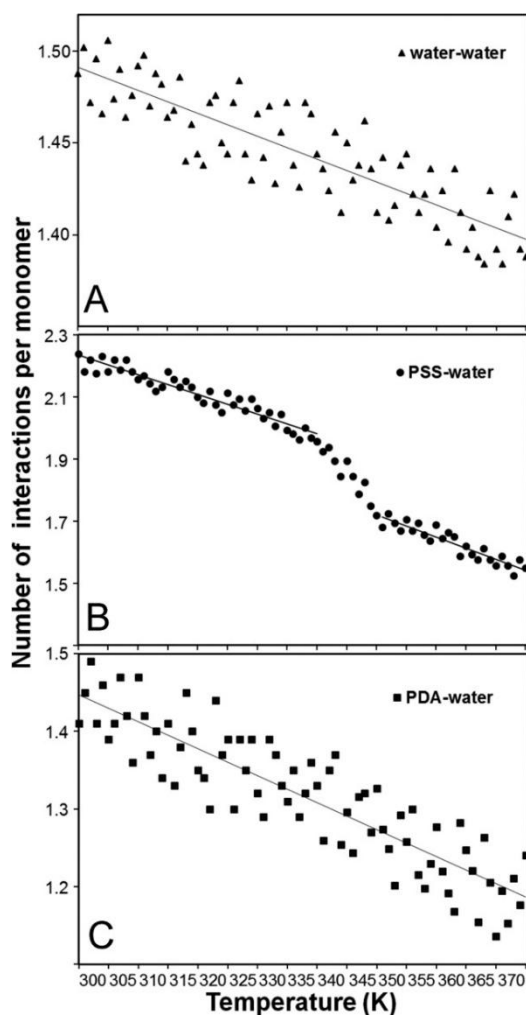 Number of interactions per monomer
1.50
1.45
1.40
water-water
A
2.3
2.1
1.9
1.7
1.5
PSS-water
B
1.5
1.4
1.3
1.2
PDA-water
C
300 305 310 315 320 325 330 335 340 345 350 355 360 365 370
Temperature (K)